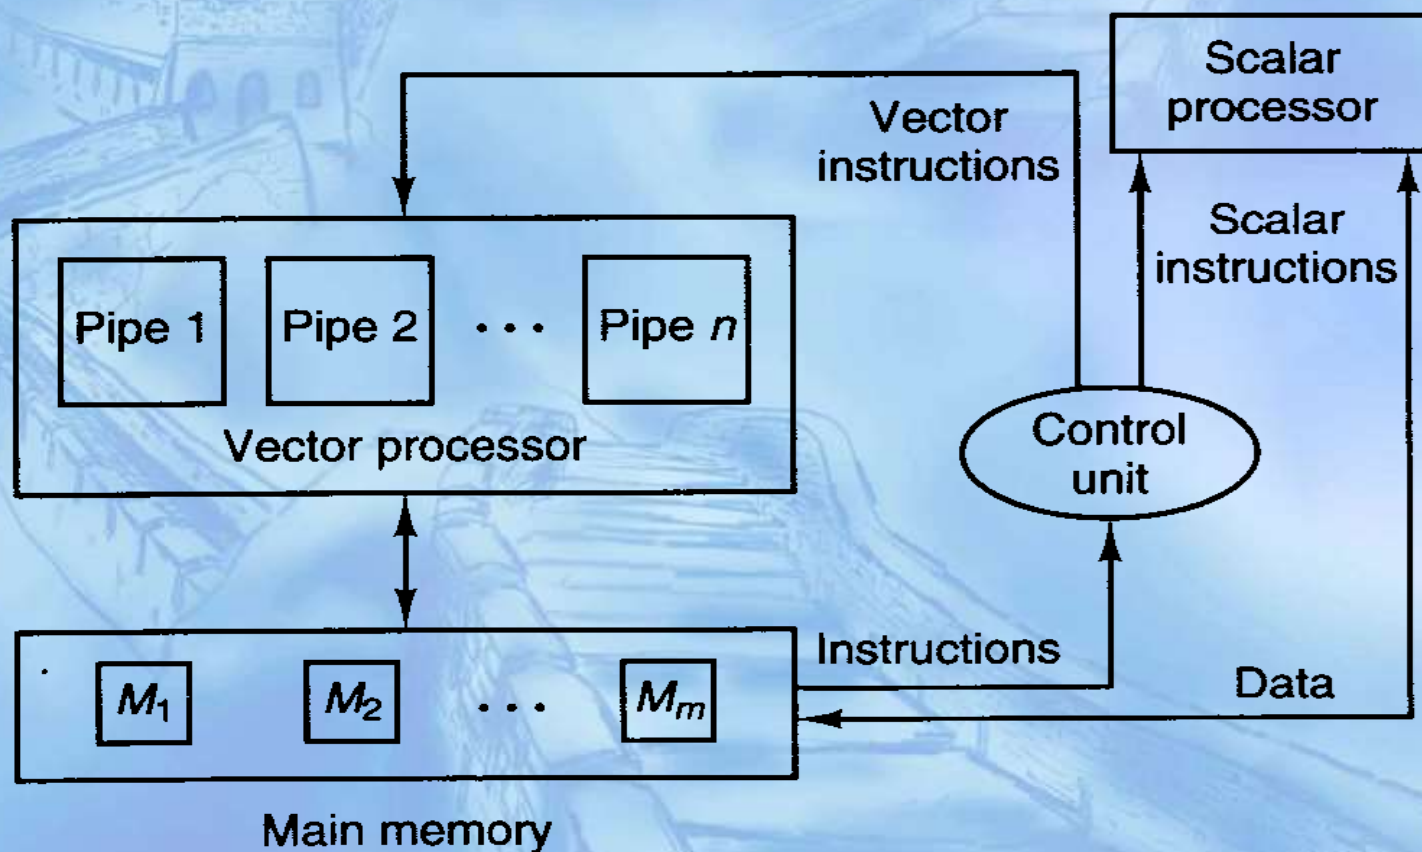 Scalar
processor
Vector
instructions
Scalar
instructions
Pipe 1 Pipe 2 ··· Pipe n
Vector processor
Control
unit
Instructions
Data
M₁ M₂ ··· Mₘ
Main memory